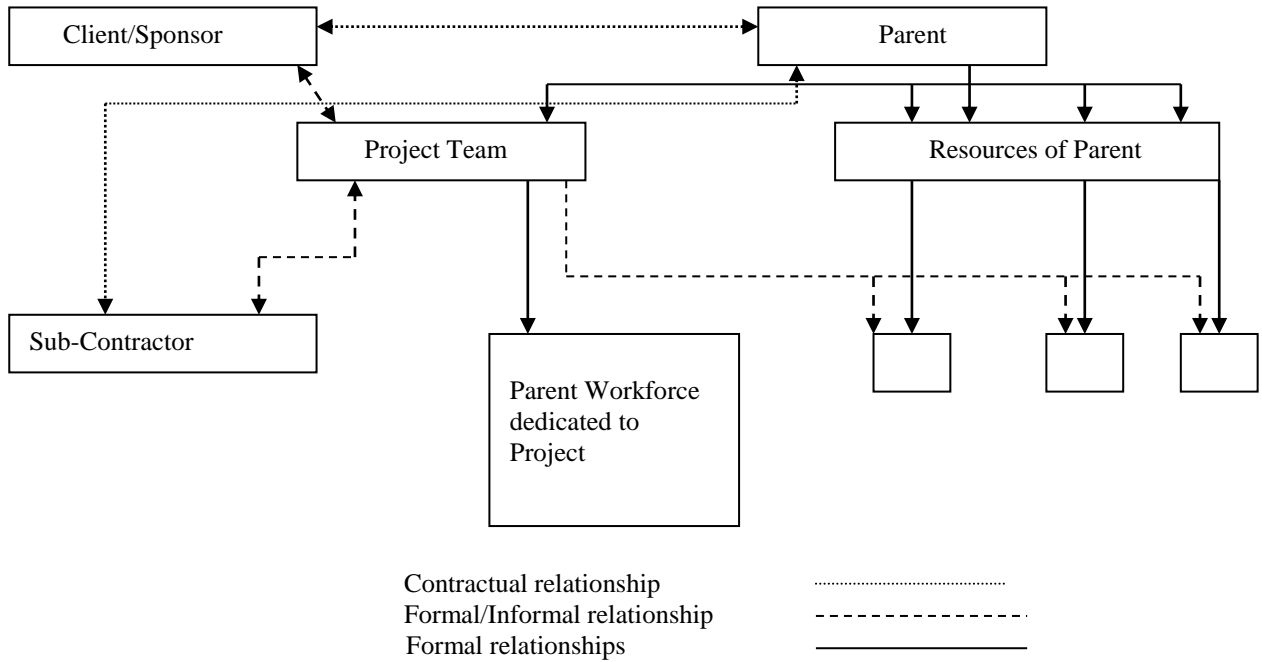 Client/Sponsor
Parent
Project Team
Resources of Parent
Sub-Contractor
Parent Workforce
dedicated to
Project
Contractual relationship
Formal/Informal relationship
Formal relationships